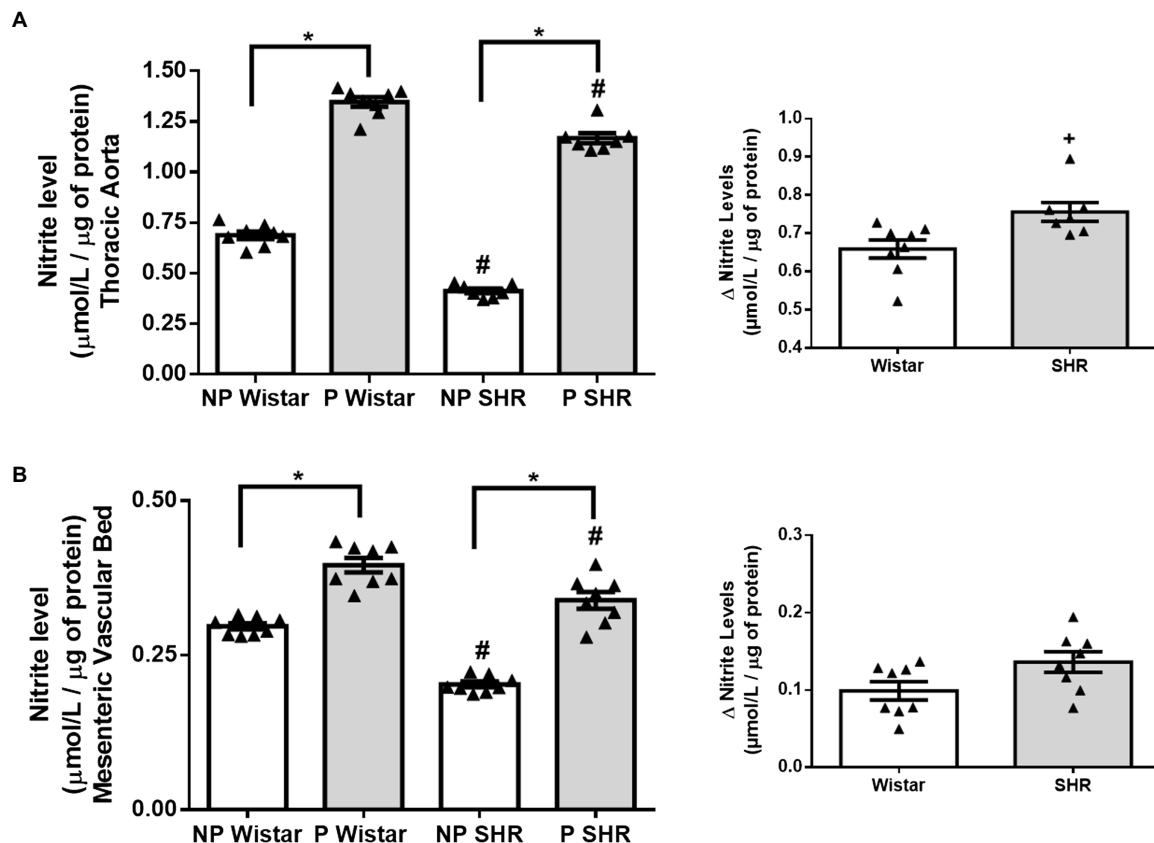 A
Nitrite level
(μmol/L / μg of protein)
Thoracic Aorta
1.50
1.25
1.00
0.75
0.50
0.25
0.00
*
*
#
#
NP Wistar P Wistar NP SHR P SHR
Δ Nitrite Levels
(μmol/L / μg of protein)
1.0
0.9
0.8
0.7
0.6
0.5
0.4
+
Wistar SHR
B
Nitrite level
(μmol/L / μg of protein)
Mesenteric Vascular Bed
0.50
0.25
0.00
*
*
#
#
NP Wistar P Wistar NP SHR P SHR
Δ Nitrite Levels
(μmol/L / μg of protein)
0.3
0.2
0.1
0.0
Wistar SHR